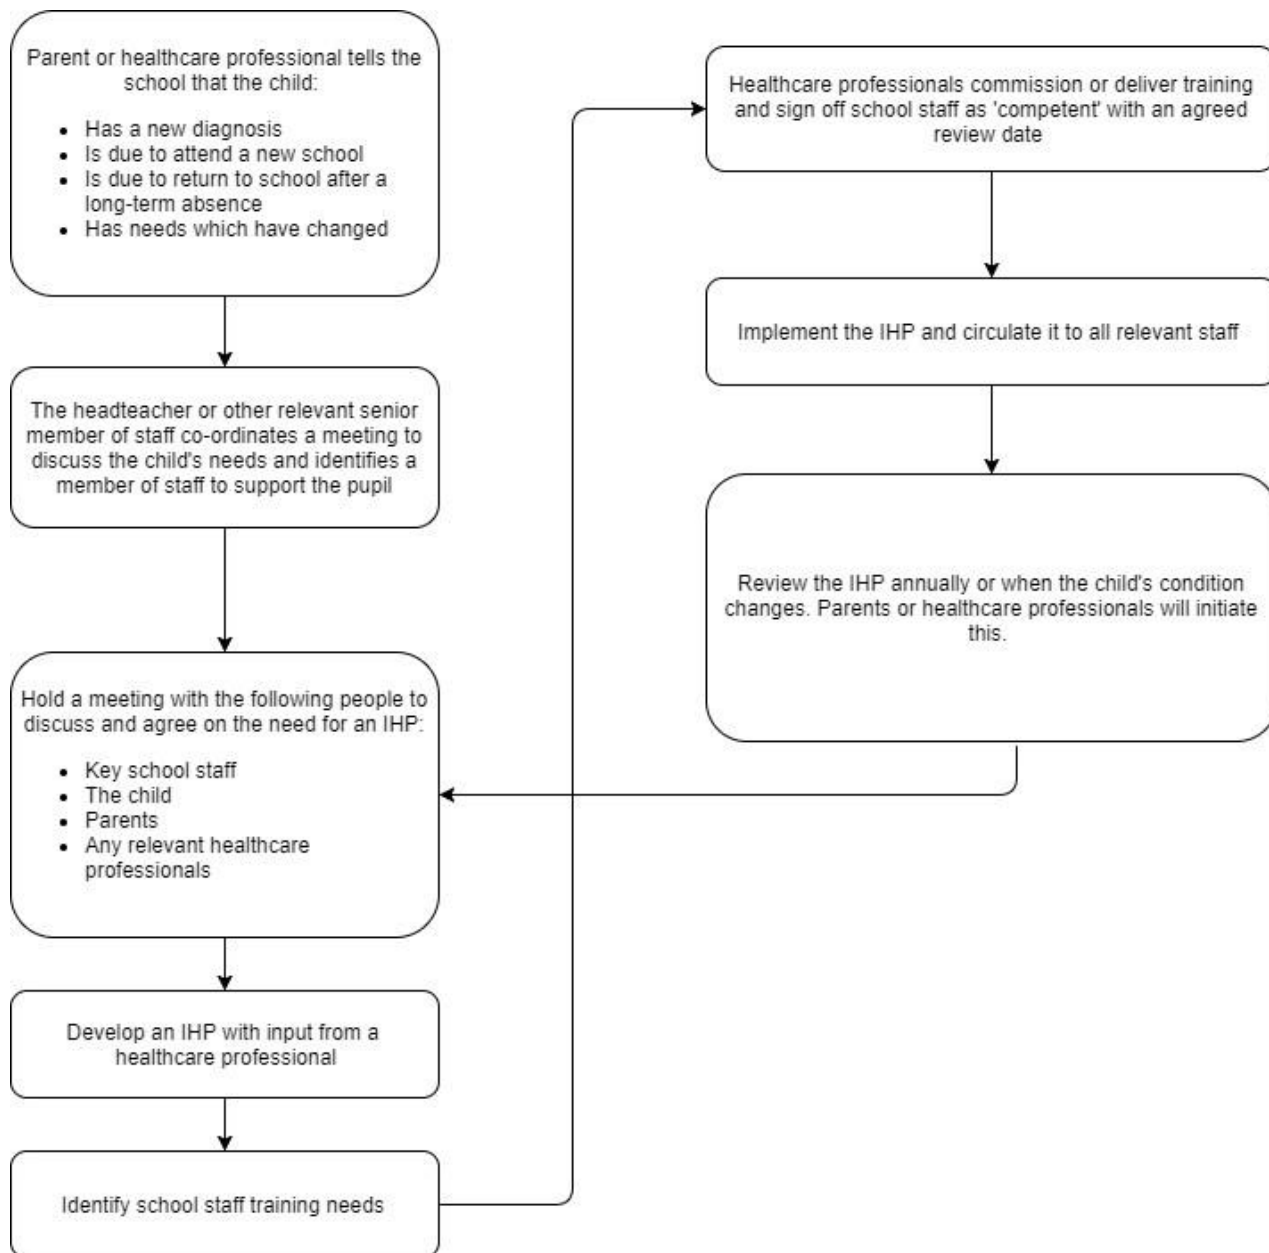 Parent or healthcare professional tells the
school that the child:
• Has a new diagnosis
• Is due to attend a new school
• Is due to return to school after a
long-term absence
• Has needs which have changed
The headteacher or other relevant senior
member of staff co-ordinates a meeting to
discuss the child's needs and identifies a
member of staff to support the pupil
Hold a meeting with the following people to
discuss and agree on the need for an IHP:
• Key school staff
• The child
• Parents
• Any relevant healthcare
professionals
Develop an IHP with input from a
healthcare professional
Identify school staff training needs
Healthcare professionals commission or deliver training
and sign off school staff as 'competent' with an agreed
review date
Implement the IHP and circulate it to all relevant staff
Review the IHP annually or when the child's condition
changes. Parents or healthcare professionals will initiate
this.